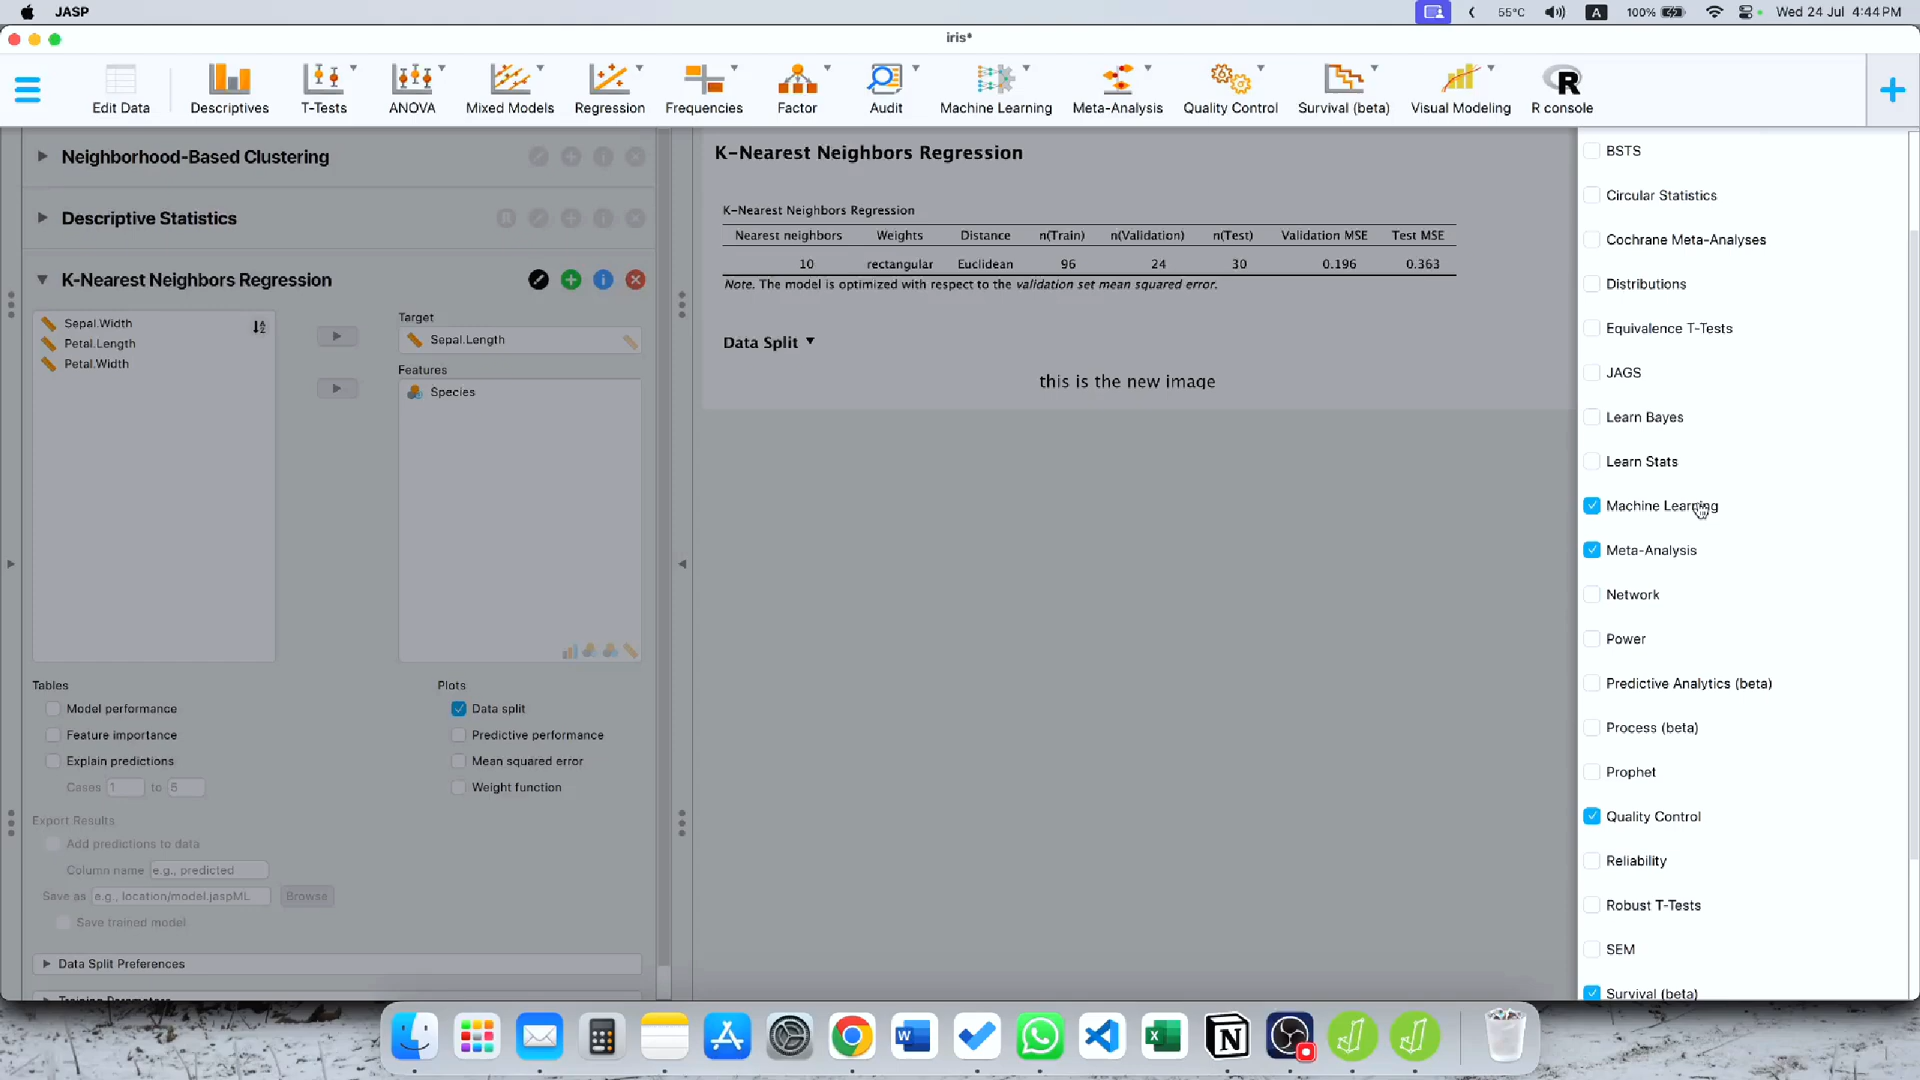 JASP
55°C
A
100%
Wed 24 Jul 4:44PM
iris*
Edit Data
Descriptives
T-Tests
ANOVA
Mixed Models
Regression
Frequencies
Factor
Audit
Machine Learning
Meta-Analysis
Quality Control
Survival (beta)
Visual Modeling
R console
Neighborhood-Based Clustering
Descriptive Statistics
K-Nearest Neighbors Regression
Sepal.Width
Petal.Length
Petal.Width
Target
Sepal.Length
Features
Species
Tables
Model performance
Feature importance
Explain predictions
Cases 1 to 5
Plots
Data split
Predictive performance
Mean squared error
Weight function
Export Results
Add predictions to data
Column name e.g., predicted
Save as e.g., location/model.jaspML Browse
Save trained model
Data Split Preferences
Training Parameters
K-Nearest Neighbors Regression
K-Nearest Neighbors Regression
Nearest neighbors Weights Distance n(Train) n(Validation) n(Test) Validation MSE Test MSE
10 rectangular Euclidean 96 24 30 0.196 0.363
Note. The model is optimized with respect to the validation set mean squared error.
Data Split
this is the new image
BSTS
Circular Statistics
Cochrane Meta-Analyses
Distributions
Equivalence T-Tests
JAGS
Learn Bayes
Learn Stats
Machine Learning
Meta-Analysis
Network
Power
Predictive Analytics (beta)
Process (beta)
Prophet
Quality Control
Reliability
Robust T-Tests
SEM
Survival (beta)